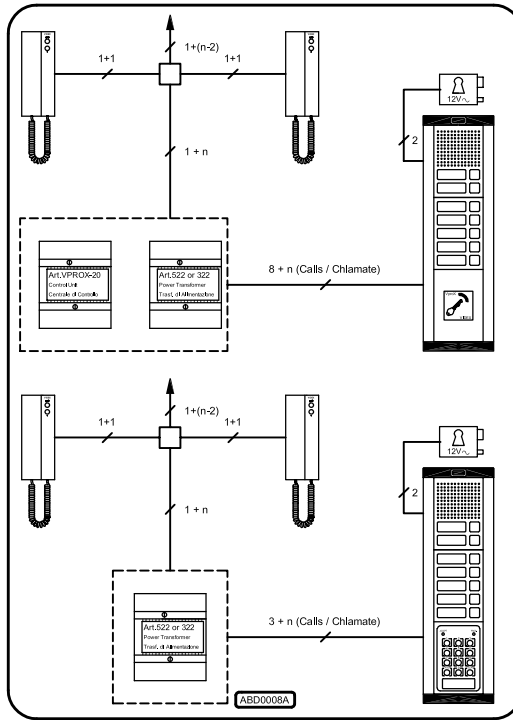 1+(n-2)
1+1
1+1
12V~
2
1 + n
Art.VPROX-20
Control Unit
Centrale di Controllo
Art.522 or 322
Power Transformer
Trasf. di Alimentazione
8 + n (Calls / Chiamate)
1+(n-2)
1+1
1+1
12V~
2
1 + n
Art.522 or 322
Power Transformer
Trasf. di Alimentazione
3 + n (Calls / Chiamate)
ABD0008A